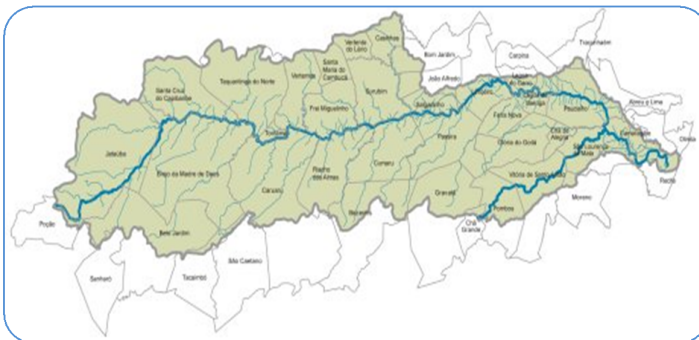 Casinhas
Vertente
do Lério
Bom Jardim
Carpina
Tracunhaém
Santa
Maria do
Cambucá
Taquaritinga do Norte
Vertentes
Surubim
João Alfredo
Santa Cruz
do Capibaribe
Frei Miguelinho
Salgadinho
Feira Nova
Paudalho
Abreu e Lima
Olinda
Toritama
Passira
Glória do Goitá
Chã de
Alegria
São Lourenço
da Mata
Camaragibe
Jataúba
Brejo da Madre de Deus
Riacho
das Almas
Cumaru
Caruaru
Vitória de Santo Antão
Recife
Moreno
Gravatá
Pombos
Poção
Bezerros
Chã
Grande
Belo Jardim
São Caetano
Sanharó
Tacaimbó